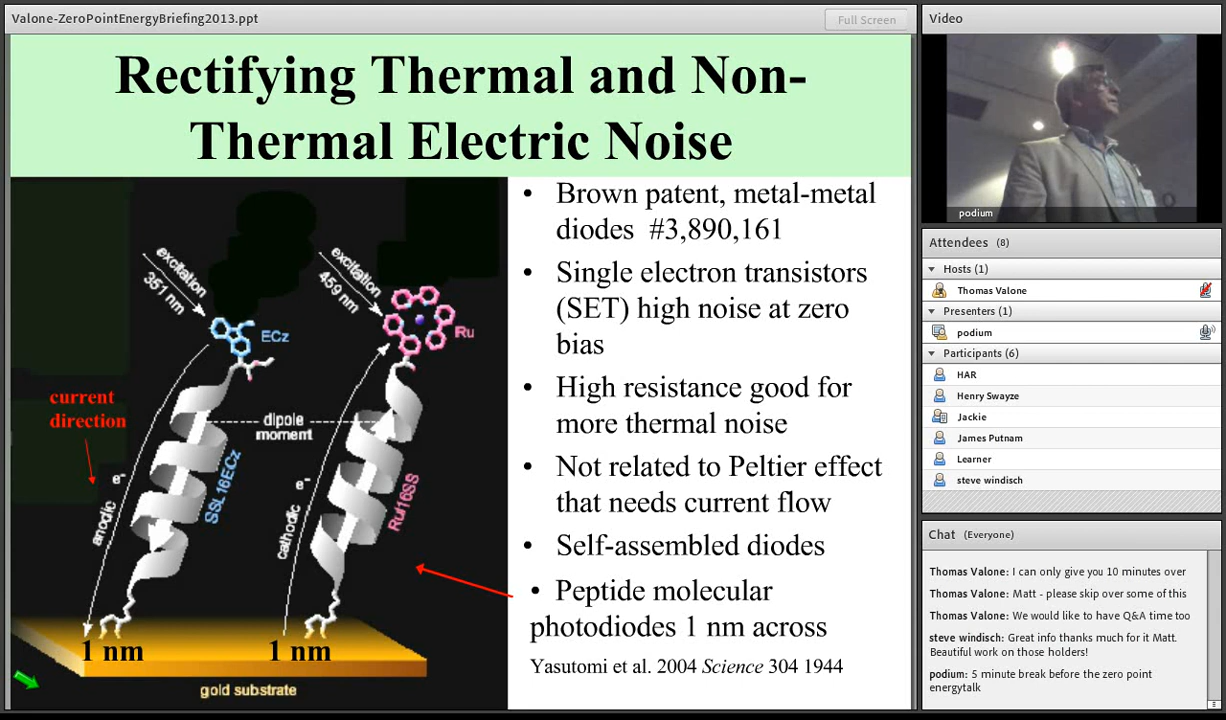 Valone-ZeroPointEnergyBriefing2013.ppt
Full Screen
Rectifying Thermal and Non-
Thermal Electric Noise
excitation
351 nm
excitation
459 nm
ECz
Ru
current
direction
dipole
moment
e⁻
e⁻
anodic
cathodic
SSL16ECz
Rul16SS
1 nm
1 nm
gold substrate
• Brown patent, metal-metal
diodes #3,890,161
• Single electron transistors
(SET) high noise at zero
bias
• High resistance good for
more thermal noise
• Not related to Peltier effect
that needs current flow
• Self-assembled diodes
• Peptide molecular
photodiodes 1 nm across
Yasutomi et al. 2004 Science 304 1944
Video
podium
Attendees (8)
Hosts (1)
Thomas Valone
Presenters (1)
podium
Participants (6)
HAR
Henry Swayze
Jackie
James Putnam
Learner
steve windisch
Chat (Everyone)
Thomas Valone: I can only give you 10 minutes over
Thomas Valone: Matt - please skip over some of this
Thomas Valone: We would like to have Q&A time too
steve windisch: Great info thanks much for it Matt.
Beautiful work on those holders!
podium: 5 minute break before the zero point
energytalk